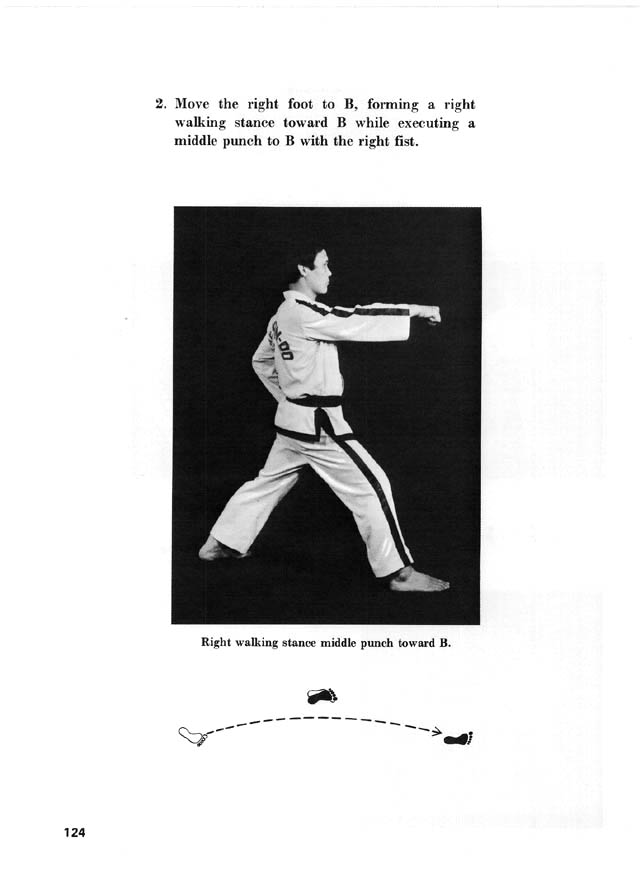 2. Move the right foot to B, forming a right
walking stance toward B while executing a
middle punch to B with the right fist.
Right walking stance middle punch toward B.
124